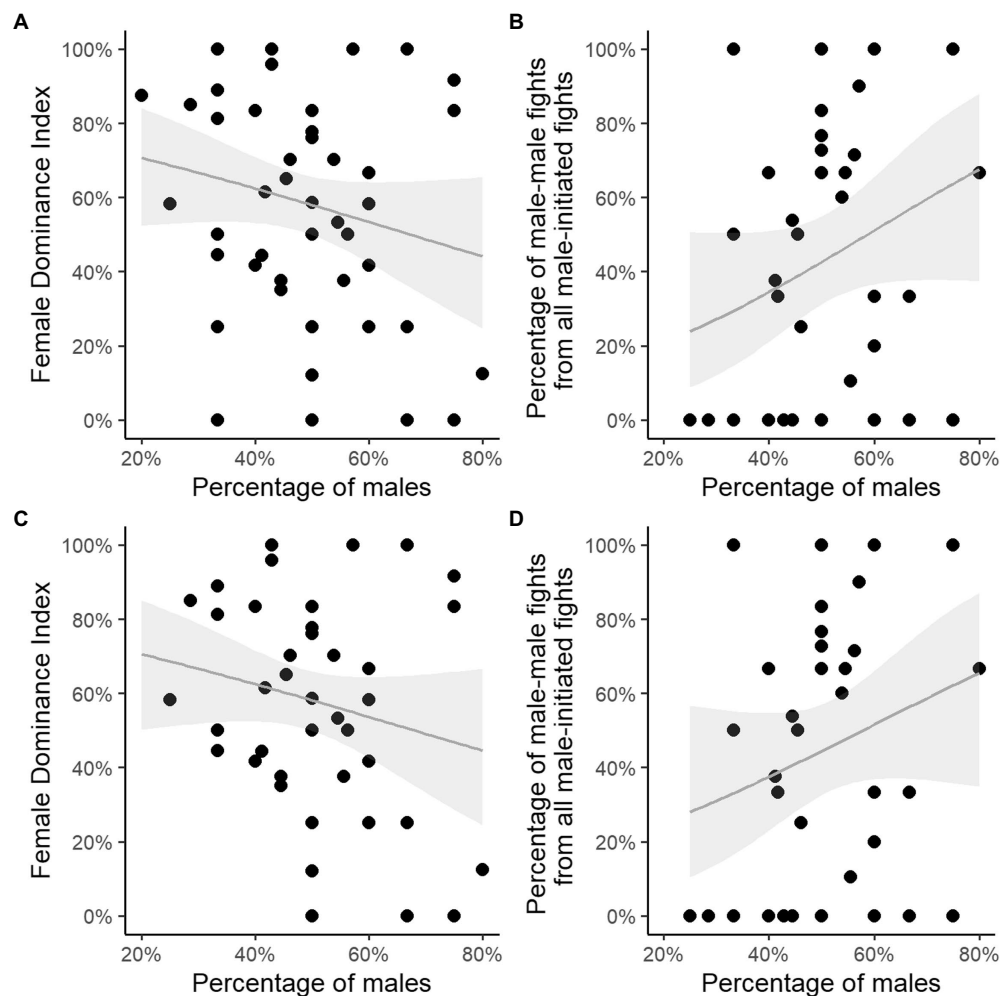 A
Female Dominance Index
100%
80%
60%
40%
20%
0%
20%
40%
60%
80%
Percentage of males
B
Percentage of male-male fights
from all male-initiated fights
100%
80%
60%
40%
20%
0%
20%
40%
60%
80%
Percentage of males
C
Female Dominance Index
100%
80%
60%
40%
20%
0%
20%
40%
60%
80%
Percentage of males
D
Percentage of male-male fights
from all male-initiated fights
100%
80%
60%
40%
20%
0%
20%
40%
60%
80%
Percentage of males